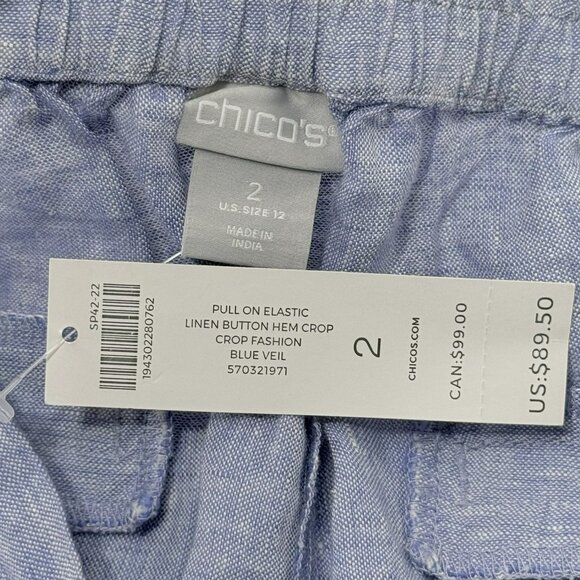 chico's®
2
U.S. SIZE 12
MADE IN
INDIA
SP42-22
194302280762
PULL ON ELASTIC
LINEN BUTTON HEM CROP
CROP FASHION
BLUE VEIL
570321971
2
CHICOS.COM
CAN:$99.00
US:$89.50